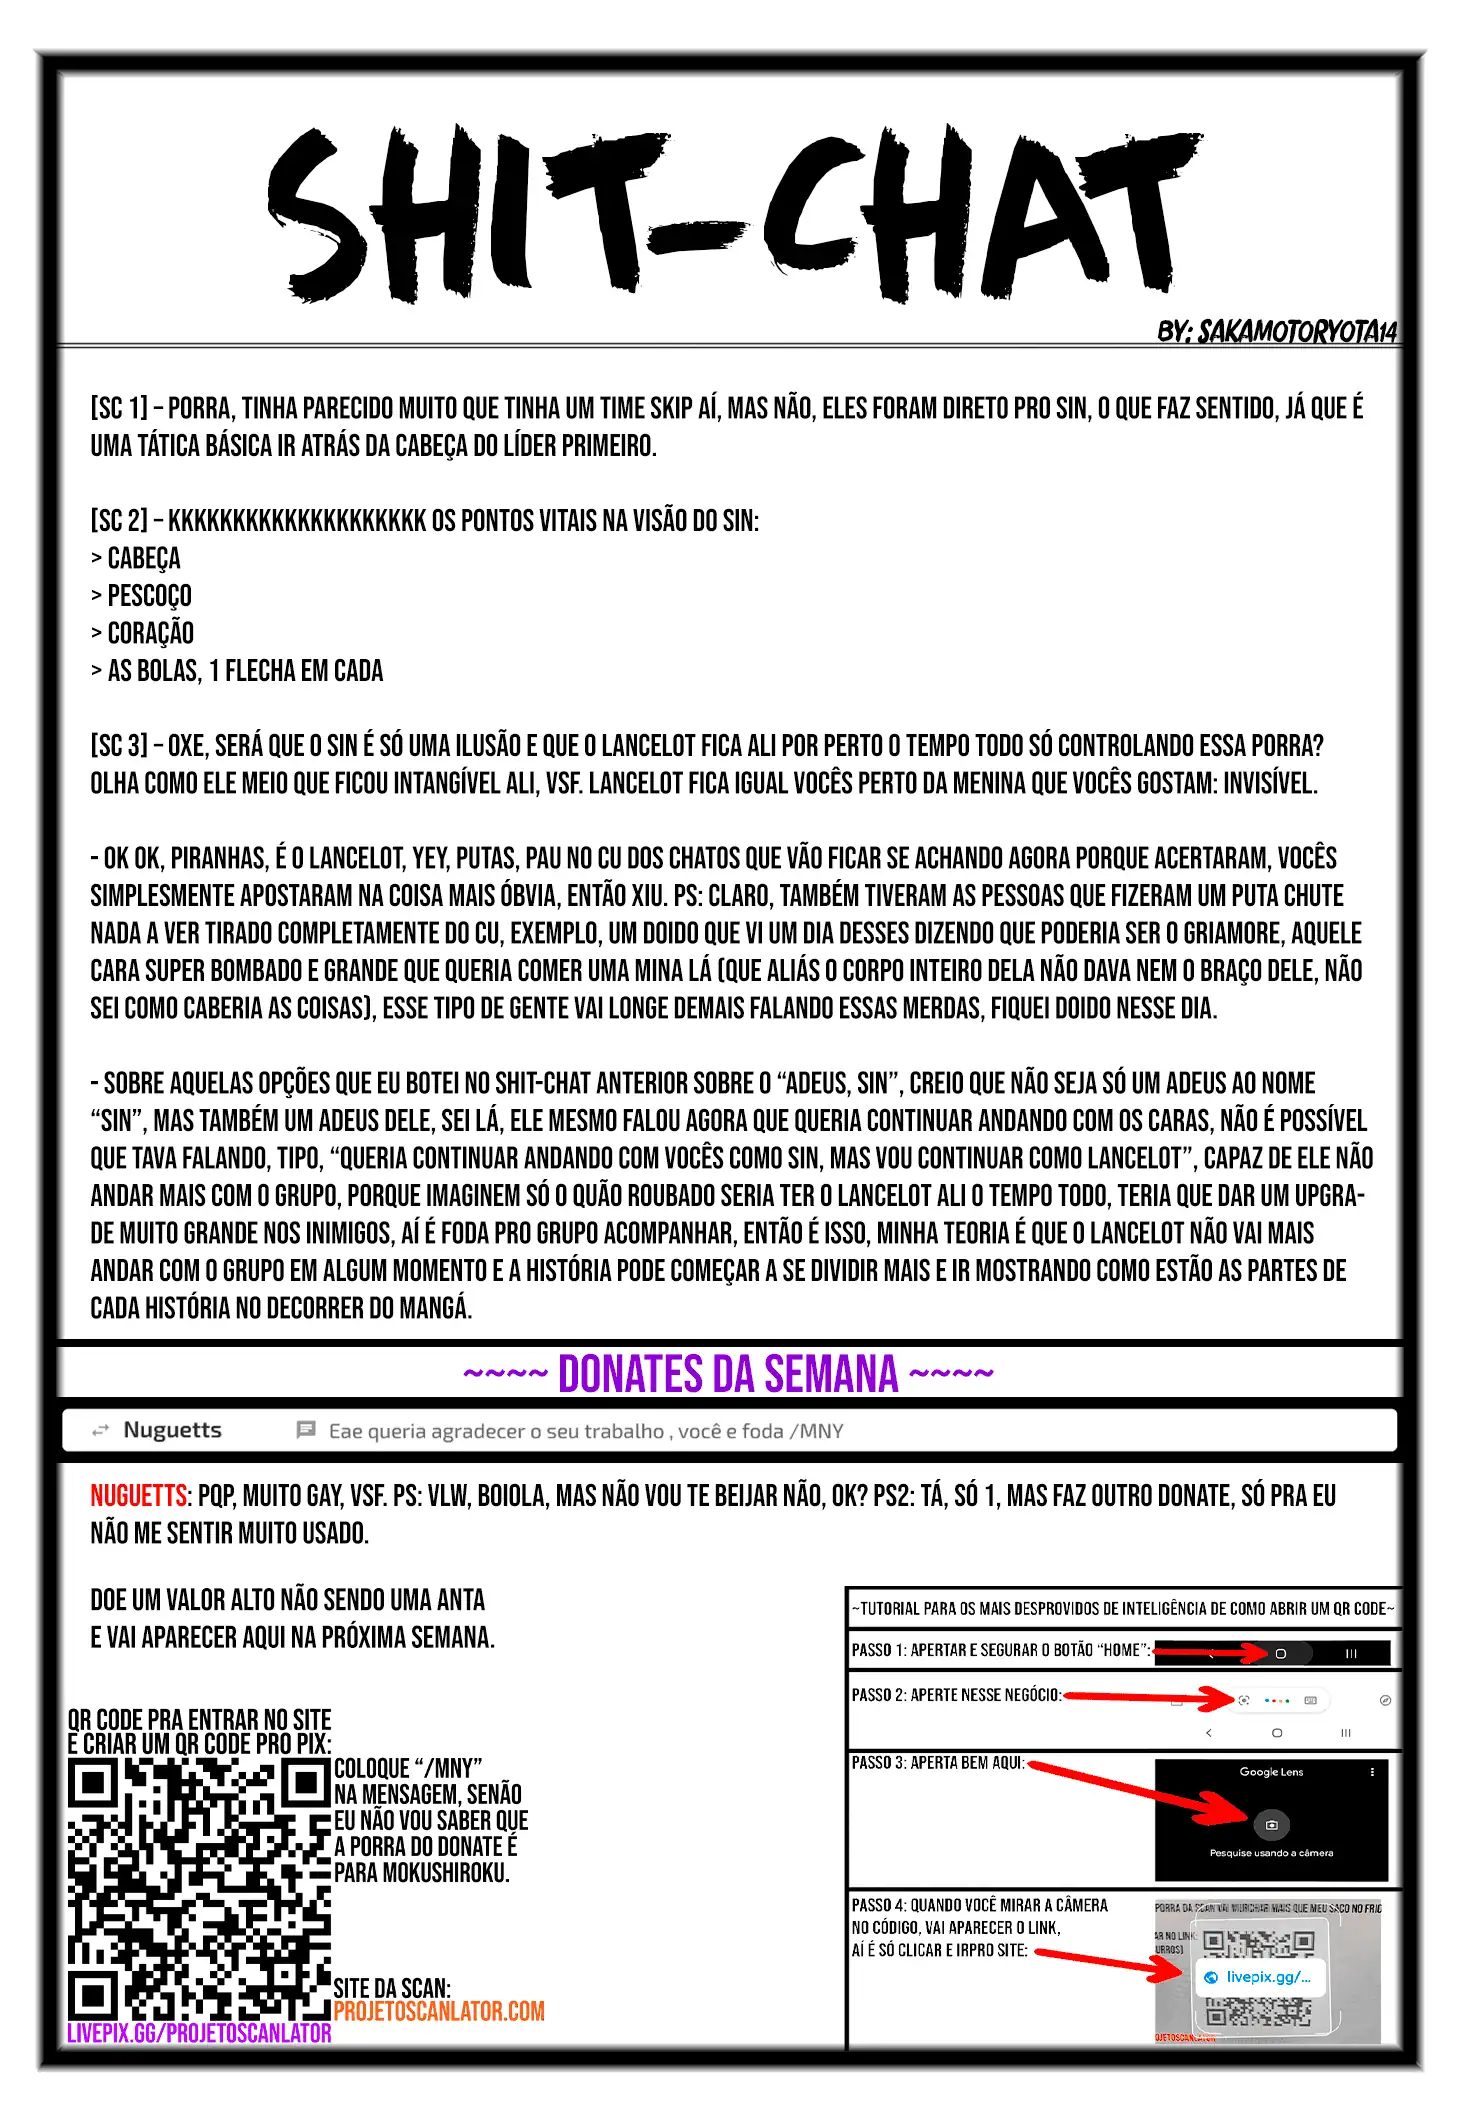 SHIT-CHAT
BY: SAKAMOTORYOTA14
[SC 1] – PORRA, TINHA PARECIDO MUITO QUE TINHA UM TIME SKIP AÍ, MAS NÃO, ELES FORAM DIRETO PRO SIN, O QUE FAZ SENTIDO, JÁ QUE É
UMA TÁTICA BÁSICA IR ATRÁS DA CABEÇA DO LÍDER PRIMEIRO.
[SC 2] – KKKKKKKKKKKKKKKKKKKK OS PONTOS VITAIS NA VISÃO DO SIN:
> CABEÇA
> PESCOÇO
> CORAÇÃO
> AS BOLAS, 1 FLECHA EM CADA
[SC 3] – OXE, SERÁ QUE O SIN É SÓ UMA ILUSÃO E QUE O LANCELOT FICA ALI POR PERTO O TEMPO TODO SÓ CONTROLANDO ESSA PORRA?
OLHA COMO ELE MEIO QUE FICOU INTANGÍVEL ALI, VSF. LANCELOT FICA IGUAL VOCÊS PERTO DA MENINA QUE VOCÊS GOSTAM: INVISÍVEL.
- OK OK, PIRANHAS, É O LANCELOT, YEY, PUTAS, PAU NO CU DOS CHATOS QUE VÃO FICAR SE ACHANDO AGORA PORQUE ACERTARAM, VOCÊS
SIMPLESMENTE APOSTARAM NA COISA MAIS ÓBVIA, ENTÃO XIU. PS: CLARO, TAMBÉM TIVERAM AS PESSOAS QUE FIZERAM UM PUTA CHUTE
NADA A VER TIRADO COMPLETAMENTE DO CU, EXEMPLO, UM DOIDO QUE VI UM DIA DESSES DIZENDO QUE PODERIA SER O GRIAMORE, AQUELE
CARA SUPER BOMBADO E GRANDE QUE QUERIA COMER UMA MINA LÁ (QUE ALIÁS O CORPO INTEIRO DELA NÃO DAVA NEM O BRAÇO DELE, NÃO
SEI COMO CABERIA AS COISAS), ESSE TIPO DE GENTE VAI LONGE DEMAIS FALANDO ESSAS MERDAS, FIQUEI DOIDO NESSE DIA.
- SOBRE AQUELAS OPÇÕES QUE EU BOTEI NO SHIT-CHAT ANTERIOR SOBRE O “ADEUS, SIN”, CREIO QUE NÃO SEJA SÓ UM ADEUS AO NOME
“SIN”, MAS TAMBÉM UM ADEUS DELE, SEI LÁ, ELE MESMO FALOU AGORA QUE QUERIA CONTINUAR ANDANDO COM OS CARAS, NÃO É POSSÍVEL
QUE TAVA FALANDO, TIPO, “QUERIA CONTINUAR ANDANDO COM VOCÊS COMO SIN, MAS VOU CONTINUAR COMO LANCELOT”, CAPAZ DE ELE NÃO
ANDAR MAIS COM O GRUPO, PORQUE IMAGINEM SÓ O QUÃO ROUBADO SERIA TER O LANCELOT ALI O TEMPO TODO, TERIA QUE DAR UM UPGRA-
DE MUITO GRANDE NOS INIMIGOS, AÍ É FODA PRO GRUPO ACOMPANHAR, ENTÃO É ISSO, MINHA TEORIA É QUE O LANCELOT NÃO VAI MAIS
ANDAR COM O GRUPO EM ALGUM MOMENTO E A HISTÓRIA PODE COMEÇAR A SE DIVIDIR MAIS E IR MOSTRANDO COMO ESTÃO AS PARTES DE
CADA HISTÓRIA NO DECORRER DO MANGÁ.
~~~~ DONATES DA SEMANA ~~~~
Nuguetts Eae queria agradecer o seu trabalho , você e foda /MNY
NUGUETTS: PQP, MUITO GAY, VSF. PS: VLW, BOIOLA, MAS NÃO VOU TE BEIJAR NÃO, OK? PS2: TÁ, SÓ 1, MAS FAZ OUTRO DONATE, SÓ PRA EU
NÃO ME SENTIR MUITO USADO.
DOE UM VALOR ALTO NÃO SENDO UMA ANTA
E VAI APARECER AQUI NA PRÓXIMA SEMANA.
QR CODE PRA ENTRAR NO SITE
E CRIAR UM QR CODE PRO PIX:
COLOQUE “/MNY”
NA MENSAGEM, SENÃO
EU NÃO VOU SABER QUE
A PORRA DO DONATE É
PARA MOKUSHIROKU.
SITE DA SCAN:
PROJETOSCANLATOR.COM
LIVEPIX.GG/PROJETOSCANLATOR
~TUTORIAL PARA OS MAIS DESPROVIDOS DE INTELIGÊNCIA DE COMO ABRIR UM QR CODE~
PASSO 1: APERTAR E SEGURAR O BOTÃO “HOME”:
PASSO 2: APERTE NESSE NEGÓCIO:
PASSO 3: APERTA BEM AQUI:
Google Lens
Pesquise usando a câmera
PASSO 4: QUANDO VOCÊ MIRAR A CÂMERA
NO CÓDIGO, VAI APARECER O LINK,
AÍ É SÓ CLICAR E IRPRO SITE:
PORRA DA SCAN VAI MURCHAR MAIS QUE MEU SACO NO FRIO
AR NO LINK:
URROS)
livepix.gg/...
OJETOSCANLATOR